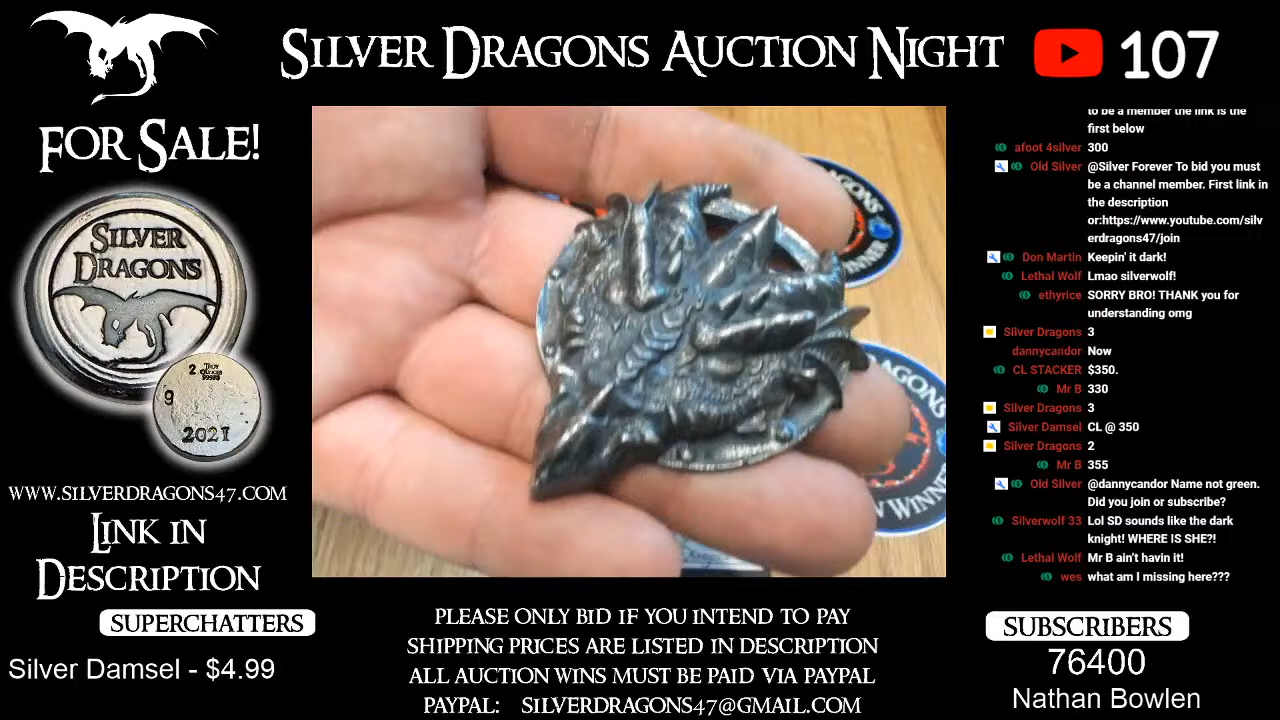 SILVER DRAGONS AUCTION NIGHT
107
FOR SALE!
SILVER
DRAGONS
2 TROY
OUNCES
9
2021
WWW.SILVERDRAGONS47.COM
LINK IN
DESCRIPTION
SUPERCHATTERS
Silver Damsel - $4.99
DRAGONS
WINNER
AGONS
WINNER
PLEASE ONLY BID IF YOU INTEND TO PAY
SHIPPING PRICES ARE LISTED IN DESCRIPTION
ALL AUCTION WINS MUST BE PAID VIA PAYPAL
PAYPAL: SILVERDRAGONS47@GMAIL.COM
to be a member the link is the
first below
afoot 4silver 300
Old Silver @Silver Forever To bid you must
be a channel member. First link in
the description
or:https://www.youtube.com/silv
erdragons47/join
Don Martin Keepin' it dark!
Lethal Wolf Lmao silverwolf!
ethyrice SORRY BRO! THANK you for
understanding omg
Silver Dragons 3
dannycandor Now
CL STACKER $350.
Mr B 330
Silver Dragons 3
Silver Damsel CL @ 350
Silver Dragons 2
Mr B 355
Old Silver @dannycandor Name not green.
Did you join or subscribe?
Silverwolf 33 Lol SD sounds like the dark
knight! WHERE IS SHE?!
Lethal Wolf Mr B ain't havin it!
wes what am I missing here???
SUBSCRIBERS
76400
Nathan Bowlen